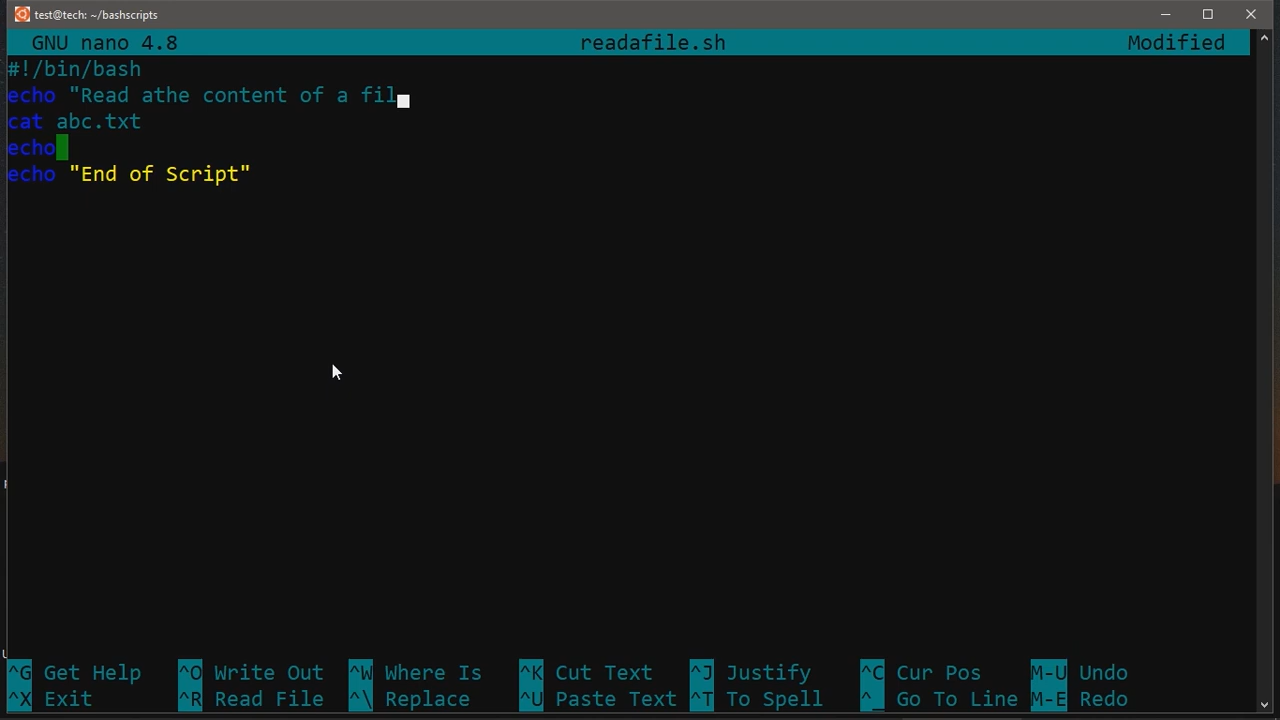 test@tech: ~/bashscripts
GNU nano 4.8 readafile.sh Modified
#!/bin/bash
echo "Read athe content of a fil
cat abc.txt
echo
echo "End of Script"
^G Get Help ^O Write Out ^W Where Is ^K Cut Text ^J Justify ^C Cur Pos M-U Undo
^X Exit ^R Read File ^\ Replace ^U Paste Text ^T To Spell ^_ Go To Line M-E Redo